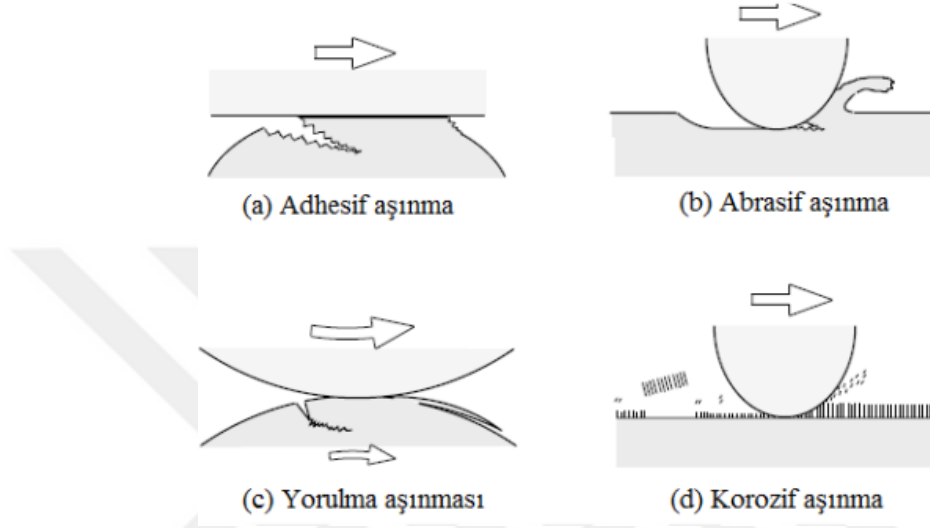 (a) Adhesif aşınma
(b) Abrasif aşınma
(c) Yorulma aşınması
(d) Korozif aşınma